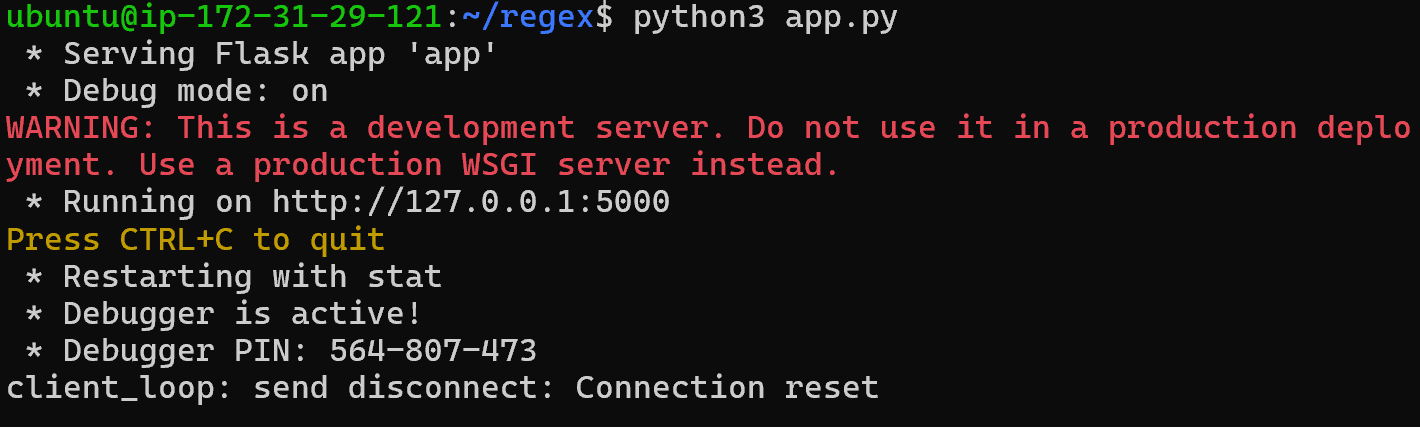 ubuntu@ip-172-31-29-121:~/regex$ python3 app.py
 * Serving Flask app 'app'
 * Debug mode: on
WARNING: This is a development server. Do not use it in a production deplo
yment. Use a production WSGI server instead.
 * Running on http://127.0.0.1:5000
Press CTRL+C to quit
 * Restarting with stat
 * Debugger is active!
 * Debugger PIN: 564-807-473
client_loop: send disconnect: Connection reset